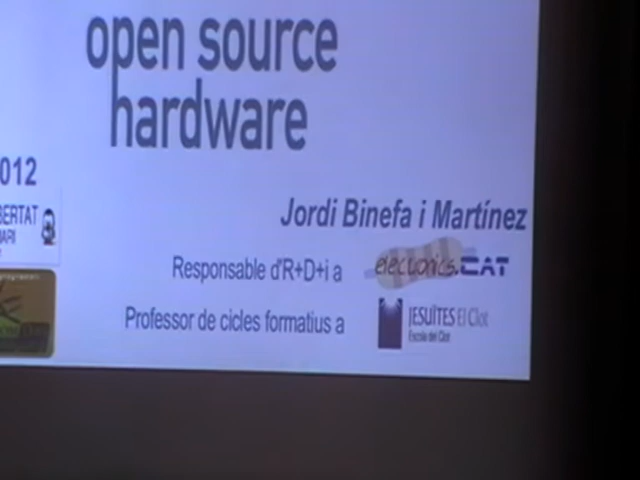 open source
hardware
012
BERTAT
Jordi Binefa i Martínez
Responsable d'R+D+i a electronics.CAT
Professor de cicles formatius a JESUÏTES El Clot
Escola del Clot